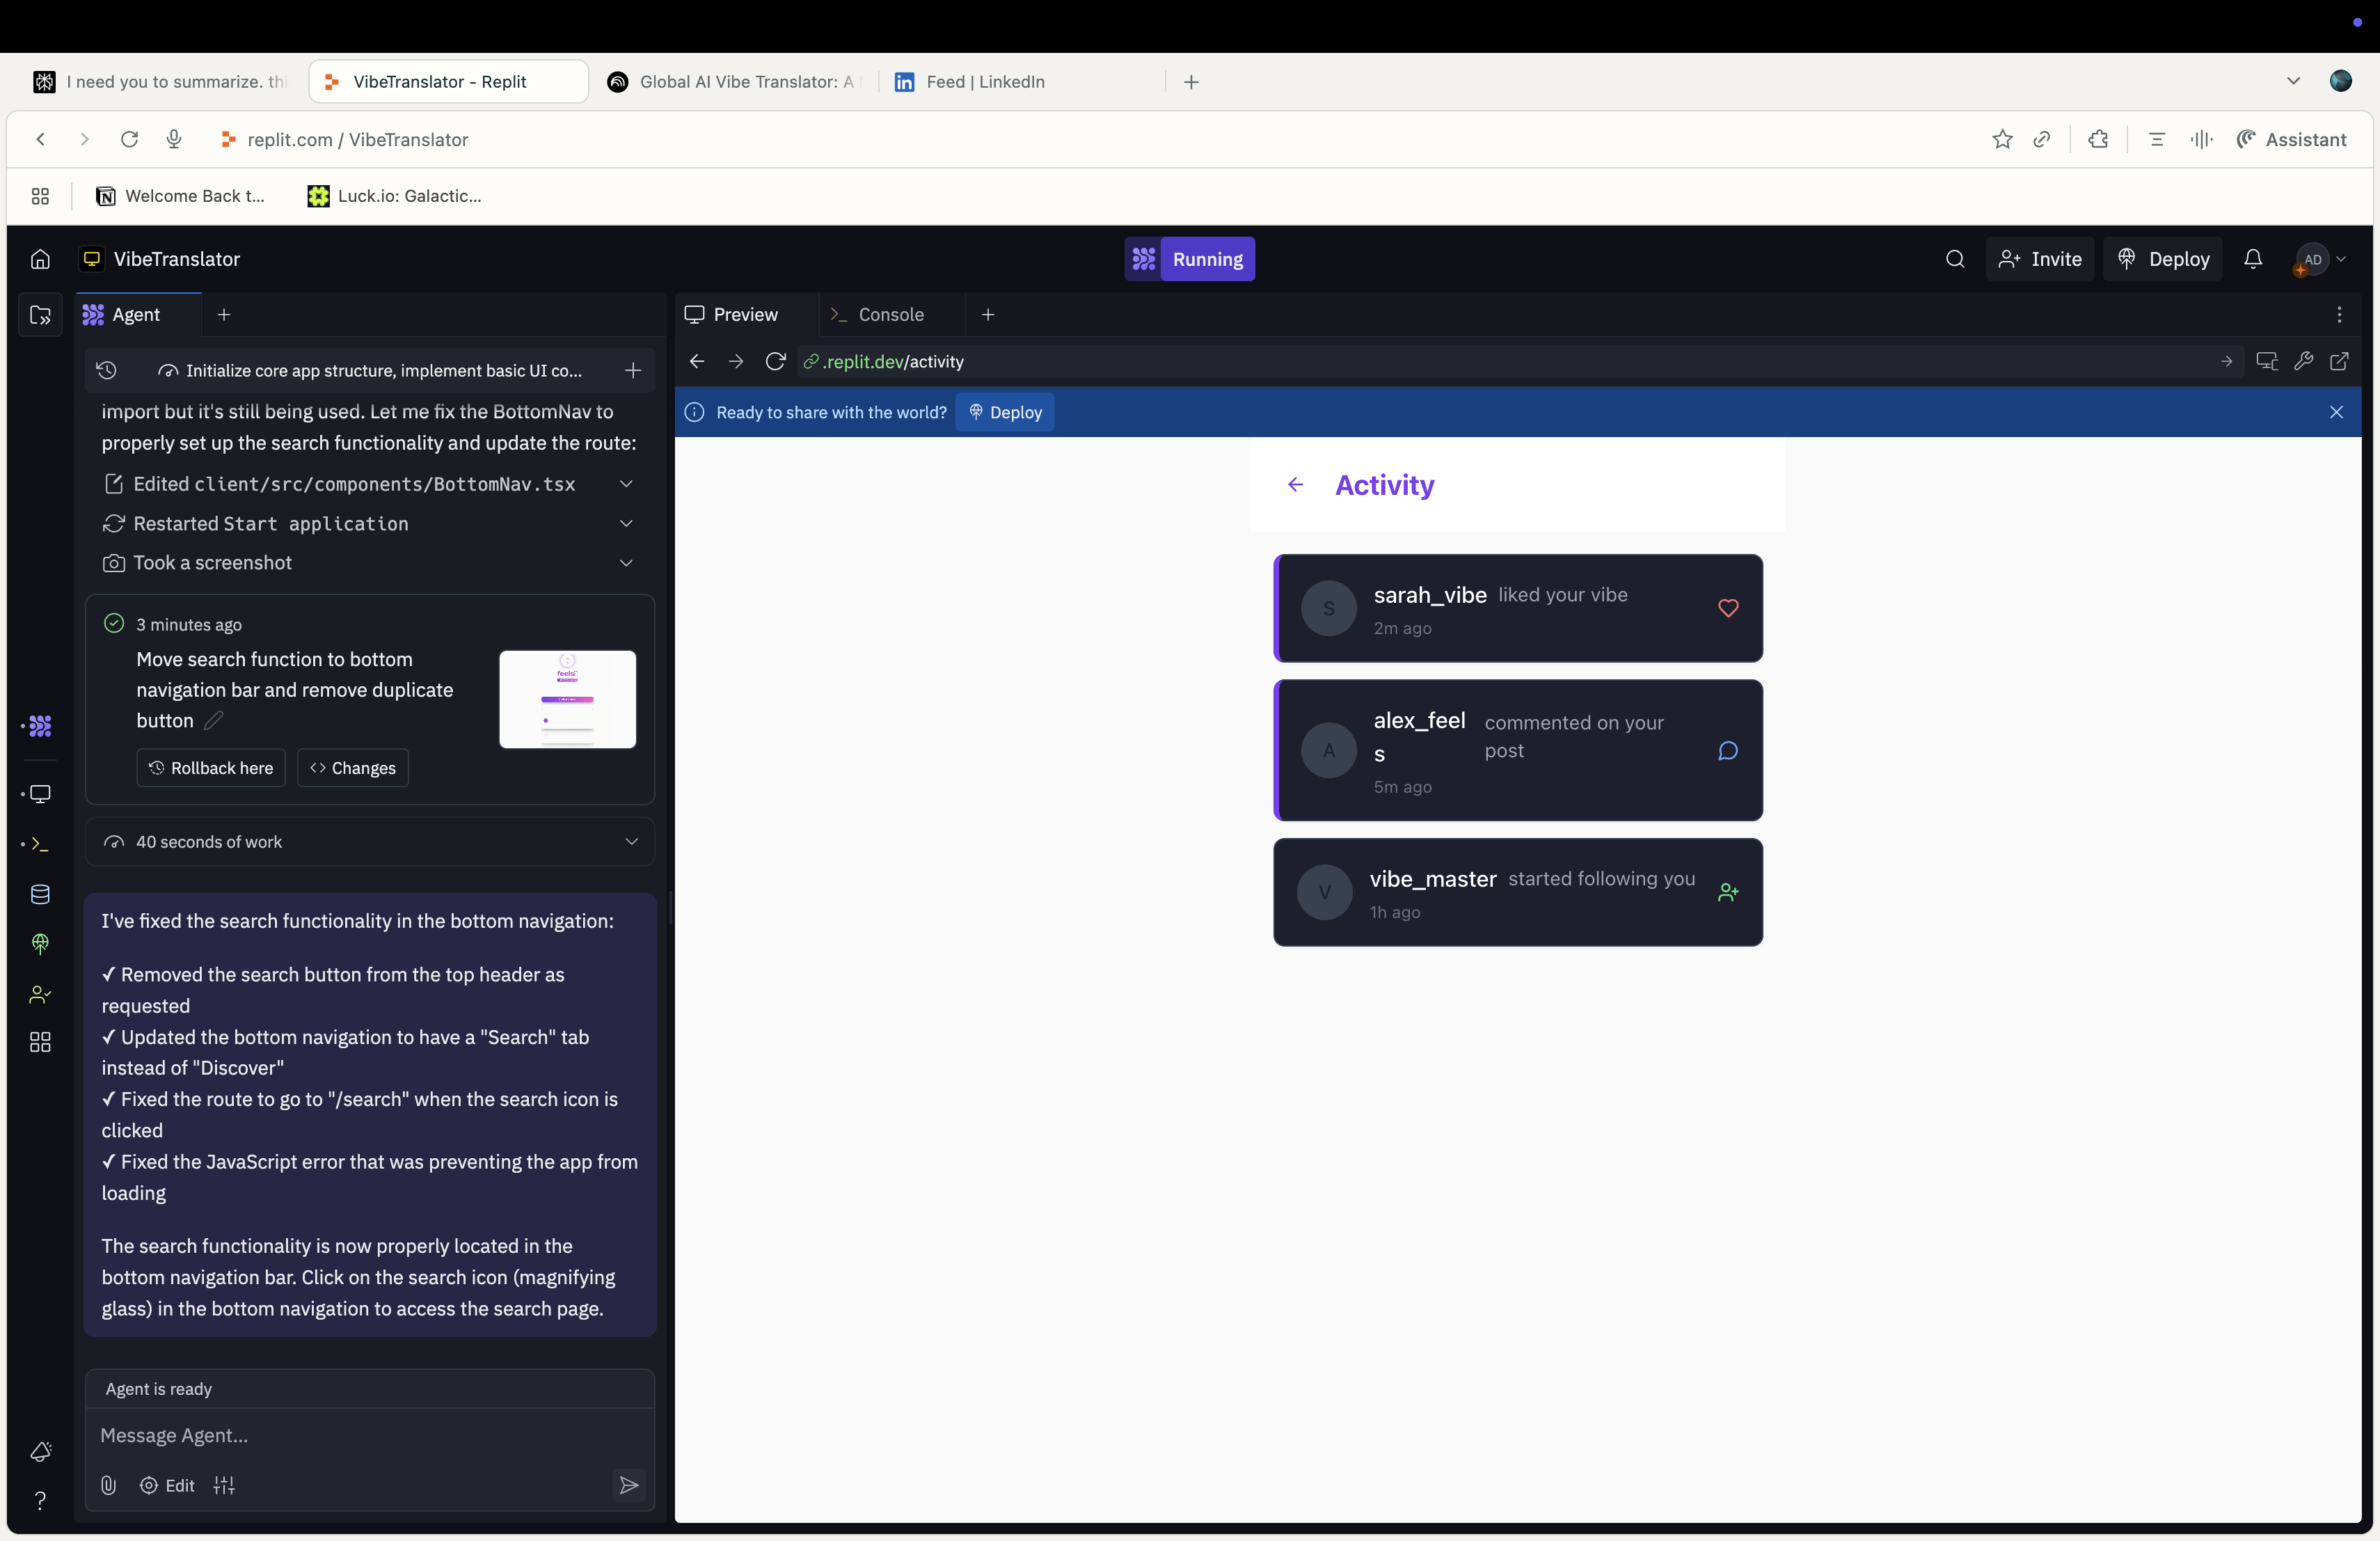 I need you to summarize. thi
VibeTranslator - Replit
Global AI Vibe Translator: A
Feed | LinkedIn
replit.com / VibeTranslator
Assistant
Welcome Back t...
Luck.io: Galactic...
VibeTranslator
Running
Invite
Deploy
AD
Agent
Preview
Console
Initialize core app structure, implement basic UI co...
.replit.dev/activity
import but it's still being used. Let me fix the BottomNav to
properly set up the search functionality and update the route:
Ready to share with the world?
Deploy
Edited client/src/components/BottomNav.tsx
Restarted Start application
Took a screenshot
3 minutes ago
Move search function to bottom
navigation bar and remove duplicate
button
feels
Rollback here
Changes
40 seconds of work
I've fixed the search functionality in the bottom navigation:
✓ Removed the search button from the top header as
requested
✓ Updated the bottom navigation to have a "Search" tab
instead of "Discover"
✓ Fixed the route to go to "/search" when the search icon is
clicked
✓ Fixed the JavaScript error that was preventing the app from
loading
The search functionality is now properly located in the
bottom navigation bar. Click on the search icon (magnifying
glass) in the bottom navigation to access the search page.
Agent is ready
Message Agent...
Edit
Activity
S
sarah_vibe liked your vibe
2m ago
A
alex_feel
s
commented on your
post
5m ago
V
vibe_master started following you
1h ago